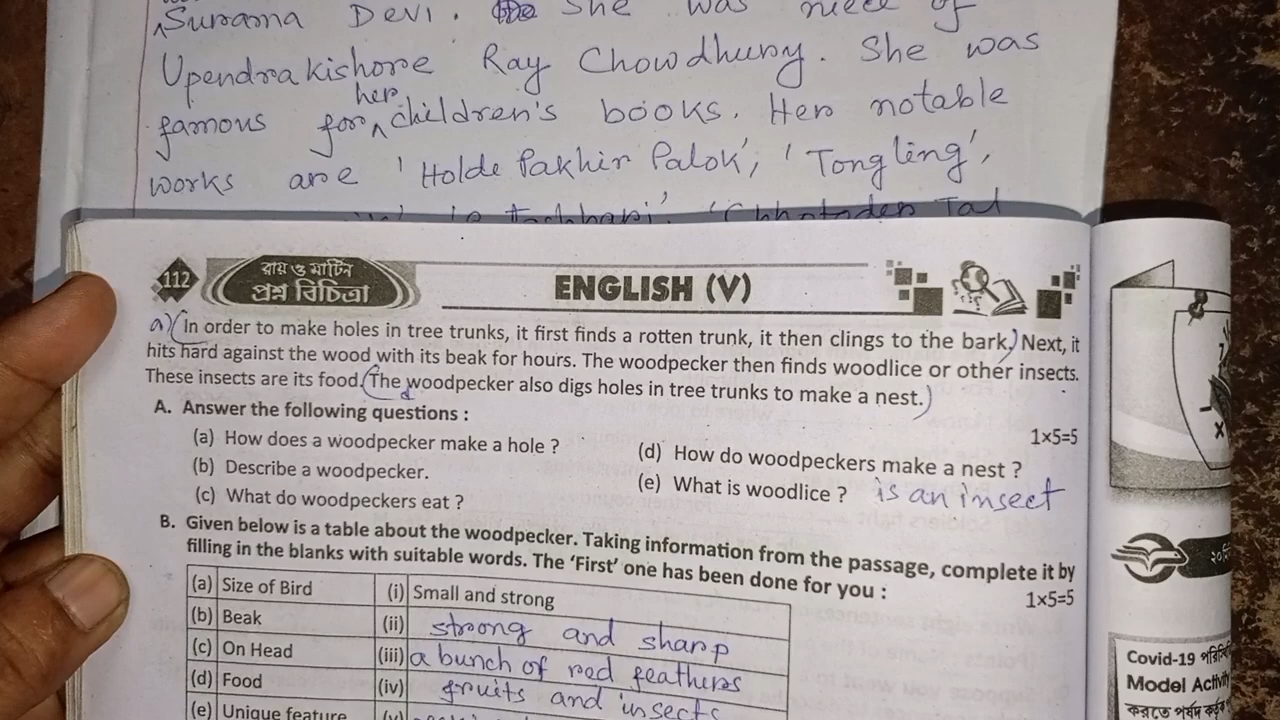 Surama Devi. She was niece of
Upendrakishore Ray Chowdhury. She was
famous for her children's books. Her notable
works are 'Holde Pakhir Palok', 'Tong ling',
112 রায় ও মার্টিন প্রশ্ন বিচিত্রা ENGLISH (V)
a) (In order to make holes in tree trunks, it first finds a rotten trunk, it then clings to the bark.) Next, it
hits hard against the wood with its beak for hours. The woodpecker then finds woodlice or other insects.
These insects are its food. (The woodpecker also digs holes in tree trunks to make a nest.)
d
A. Answer the following questions :
1×5=5
(a) How does a woodpecker make a hole ?
(b) Describe a woodpecker.
(c) What do woodpeckers eat ?
(d) How do woodpeckers make a nest ?
(e) What is woodlice ? is an insect
B. Given below is a table about the woodpecker. Taking information from the passage, complete it by
filling in the blanks with suitable words. The 'First' one has been done for you :
1×5=5
(a) Size of Bird (i) Small and strong
(b) Beak (ii) strong and sharp
(c) On Head (iii) a bunch of red feathers
(d) Food (iv) fruits and insects
(e) Unique feature (v)
Covid-19
Model Activ
করতে পর্ষদ